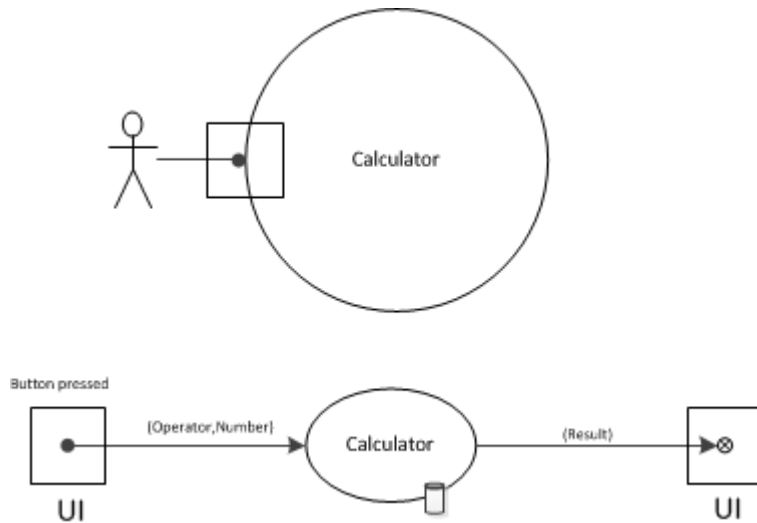 Calculator
Button pressed
(Operator,Number)
Calculator
(Result)
UI
UI